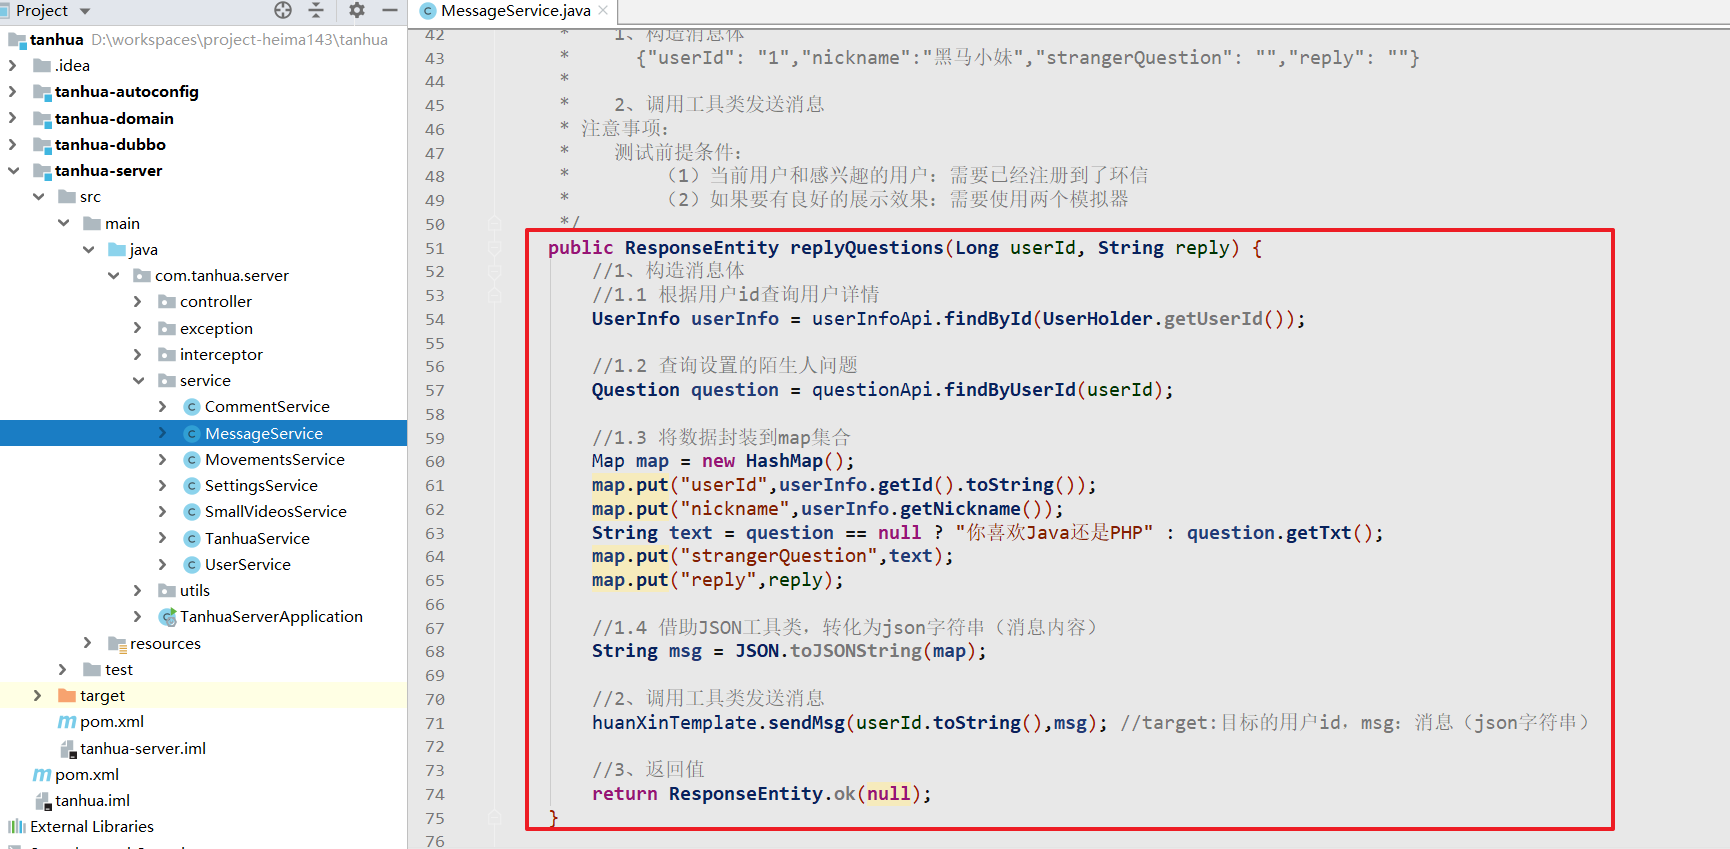 Project
MessageService.java
tanhua D:\workspaces\project-heima143\tanhua
.idea
tanhua-autoconfig
tanhua-domain
tanhua-dubbo
tanhua-server
src
main
java
com.tanhua.server
controller
exception
interceptor
service
CommentService
MessageService
MovementsService
SettingsService
SmallVideosService
TanhuaService
UserService
utils
TanhuaServerApplication
resources
test
target
pom.xml
tanhua-server.iml
pom.xml
tanhua.iml
External Libraries
42 * 1、构造消息体
43 * {"userId": "1","nickname":"黑马小妹","strangerQuestion": "","reply": ""}
44 *
45 * 2、调用工具类发送消息
46 * 注意事项：
47 * 测试前提条件：
48 * （1）当前用户和感兴趣的用户：需要已经注册到了环信
49 * （2）如果要有良好的展示效果：需要使用两个模拟器
50 */
51 public ResponseEntity replyQuestions(Long userId, String reply) {
52 //1、构造消息体
53 //1.1 根据用户id查询用户详情
54 UserInfo userInfo = userInfoApi.findById(UserHolder.getUserId());
55
56 //1.2 查询设置的陌生人问题
57 Question question = questionApi.findByUserId(userId);
58
59 //1.3 将数据封装到map集合
60 Map map = new HashMap();
61 map.put("userId",userInfo.getId().toString());
62 map.put("nickname",userInfo.getNickname());
63 String text = question == null ? "你喜欢Java还是PHP" : question.getTxt();
64 map.put("strangerQuestion",text);
65 map.put("reply",reply);
66
67 //1.4 借助JSON工具类，转化为json字符串（消息内容）
68 String msg = JSON.toJSONString(map);
69
70 //2、调用工具类发送消息
71 huanXinTemplate.sendMsg(userId.toString(),msg); //target:目标的用户id，msg：消息（json字符串）
72
73 //3、返回值
74 return ResponseEntity.ok(null);
75 }
76